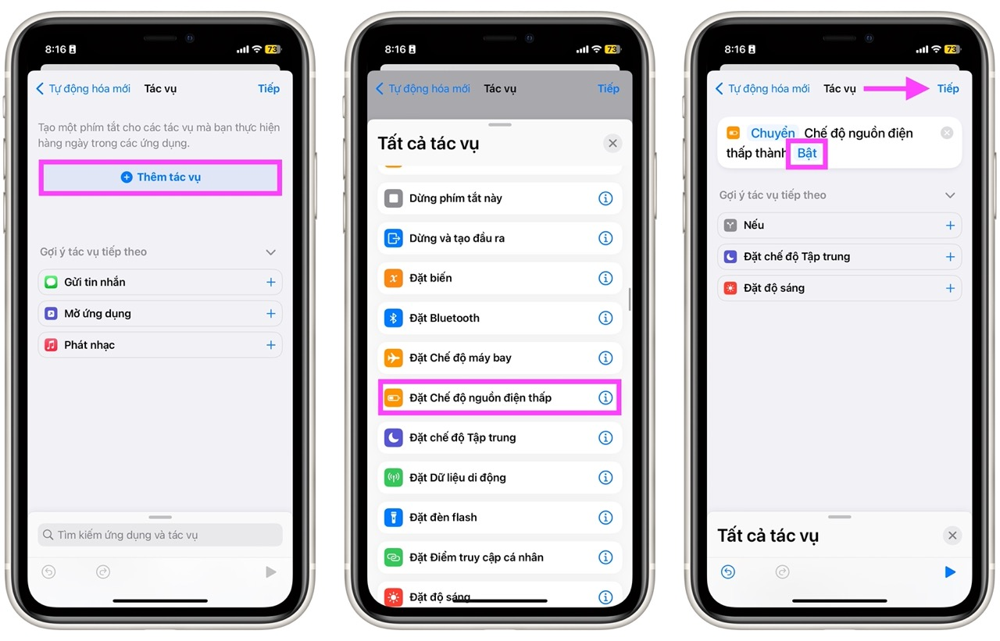 8:16
73
Tự động hóa mới
Tác vụ
Tiếp
Tạo một phím tắt cho các tác vụ mà bạn thực hiện
hàng ngày trong các ứng dụng.
Thêm tác vụ
Gợi ý tác vụ tiếp theo
Gửi tin nhắn
Mở ứng dụng
Phát nhạc
Tìm kiếm ứng dụng và tác vụ
8:16
73
Tự động hóa mới
Tác vụ
Tiếp
Tất cả tác vụ
Dừng phím tắt này
Dừng và tạo đầu ra
Đặt biến
Đặt Bluetooth
Đặt Chế độ máy bay
Đặt Chế độ nguồn điện thấp
Đặt chế độ Tập trung
Đặt Dữ liệu di động
Đặt đèn flash
Đặt Điểm truy cập cá nhân
Đặt độ sáng
8:16
73
Tự động hóa mới
Tác vụ
Tiếp
Chuyển Chế độ nguồn điện
thấp thành Bật
Gợi ý tác vụ tiếp theo
Nếu
Đặt chế độ Tập trung
Đặt độ sáng
Tất cả tác vụ